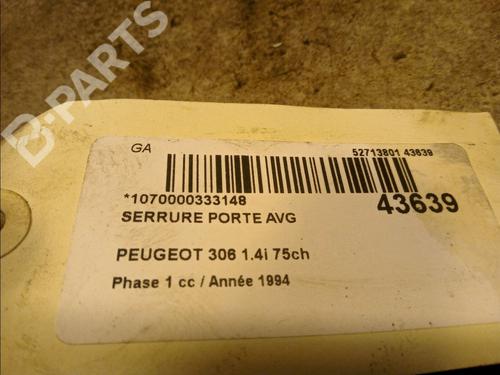 B-PARTS
GA
52713801 43639
*1070000333148
43639
SERRURE PORTE AVG
PEUGEOT 306 1.4i 75ch
Phase 1 cc / Année 1994